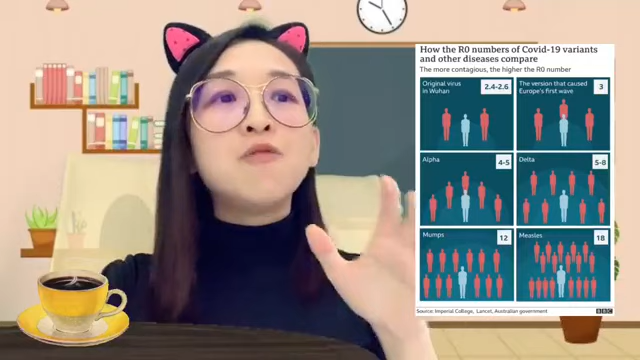 How the R0 numbers of Covid-19 variants
and other diseases compare
The more contagious, the higher the R0 number
Original virus
in Wuhan
2.4-2.6
The version that caused
Europe's first wave
3
Alpha
4-5
Delta
5-8
Mumps
12
Measles
18
Source: Imperial College, Lancet, Australian government
BBC